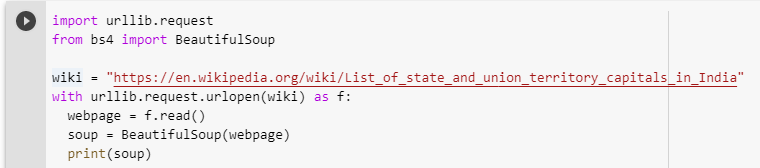 import urllib.request
from bs4 import BeautifulSoup
wiki = "https://en.wikipedia.org/wiki/List_of_state_and_union_territory_capitals_in_India"
with urllib.request.urlopen(wiki) as f:
  webpage = f.read()
  soup = BeautifulSoup(webpage)
  print(soup)